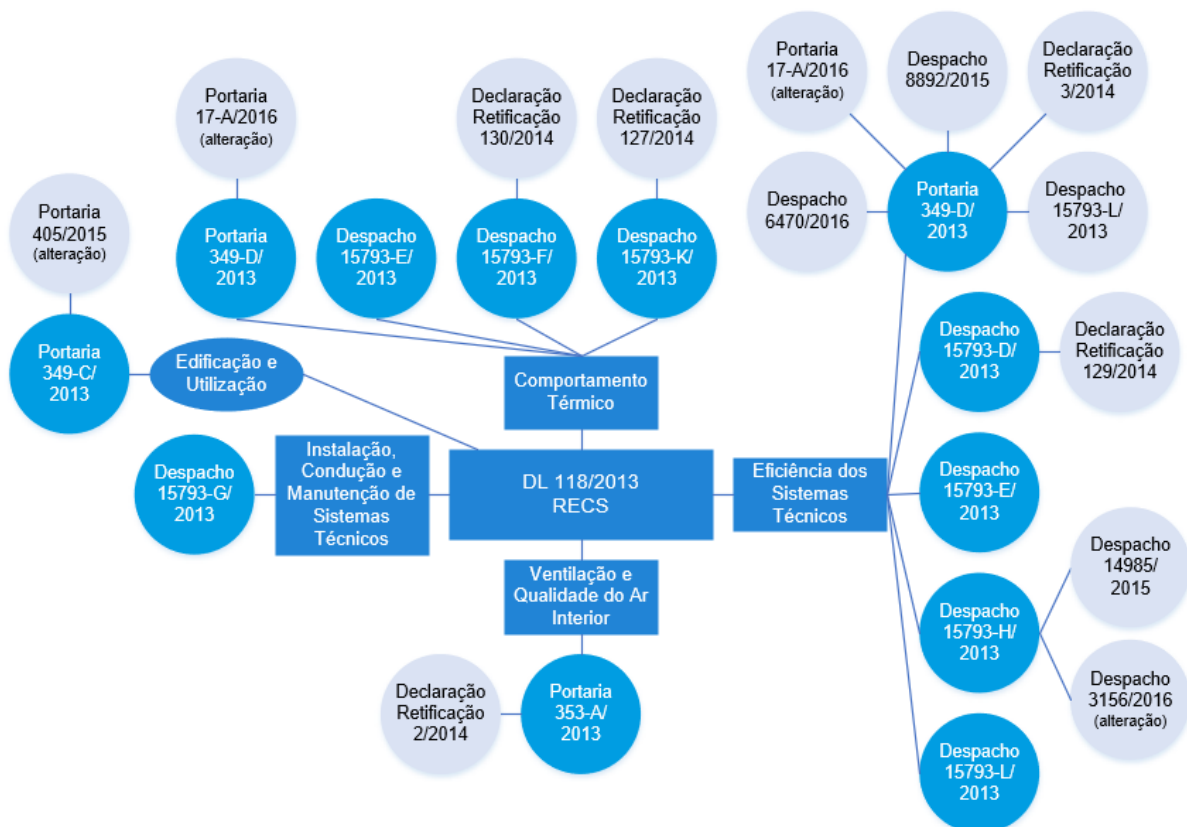 Portaria
17-A/2016
(alteração)
Despacho
8892/2015
Declaração
Retificação
3/2014
Portaria
17-A/2016
(alteração)
Declaração
Retificação
130/2014
Declaração
Retificação
127/2014
Portaria
405/2015
(alteração)
Despacho
6470/2016
Portaria
349-D/
2013
Despacho
15793-L/
2013
Portaria
349-D/
2013
Despacho
15793-E/
2013
Despacho
15793-F/
2013
Despacho
15793-K/
2013
Portaria
349-C/
2013
Edificação e
Utilização
Comportamento
Térmico
Despacho
15793-D/
2013
Declaração
Retificação
129/2014
Despacho
15793-G/
2013
Instalação,
Condução e
Manutenção de
Sistemas
Técnicos
DL 118/2013
RECS
Eficiência dos
Sistemas
Técnicos
Despacho
15793-E/
2013
Ventilação e
Qualidade do Ar
Interior
Despacho
14985/
2015
Despacho
15793-H/
2013
Despacho
3156/2016
(alteração)
Declaração
Retificação
2/2014
Portaria
353-A/
2013
Despacho
15793-L/
2013